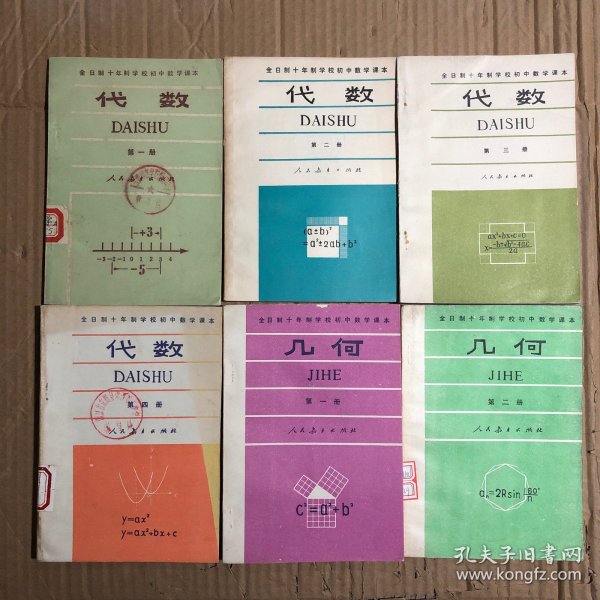 全日制十年制学校初中数学课本
代数
DAISHU
第一册
人民教育出版社
|-+3-|
-3-2-1 0 1 2 3 4
|--5-|
全日制十年制学校初中数学课本
代数
DAISHU
第二册
人民教育出版社
(a±b)²
=a²±2ab+b²
全日制十年制学校初中数学课本
代数
DAISHU
第三册
人民教育出版社
ax²+bx+c=0
x=-b±√b²-4ac
2a
全日制十年制学校初中数学课本
代数
DAISHU
第四册
人民教育出版社
y=ax²
y=ax²+bx+c
全日制十年制学校初中数学课本
几何
JIHE
第一册
人民教育出版社
c²=a²+b²
全日制十年制学校初中数学课本
几何
JIHE
第二册
人民教育出版社
aₙ=2Rsin180°
n
孔夫子旧书网
www.kongfz.com